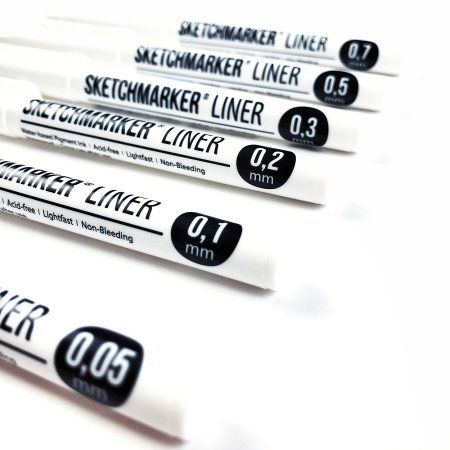 SKETCHMARKER® LINER 0,7
mm
SKETCHMARKER® LINER 0,5
mm
SKETCHMARKER® LINER 0,3
mm
SKETCHMARKER® LINER 0,2
mm
Water-based Pigment Ink | Acid-free | Lightfast | Non-Bleeding
SKETCHMARKER® LINER 0,1
mm
Acid-free | Lightfast | Non-Bleeding
NER 0,05
mm